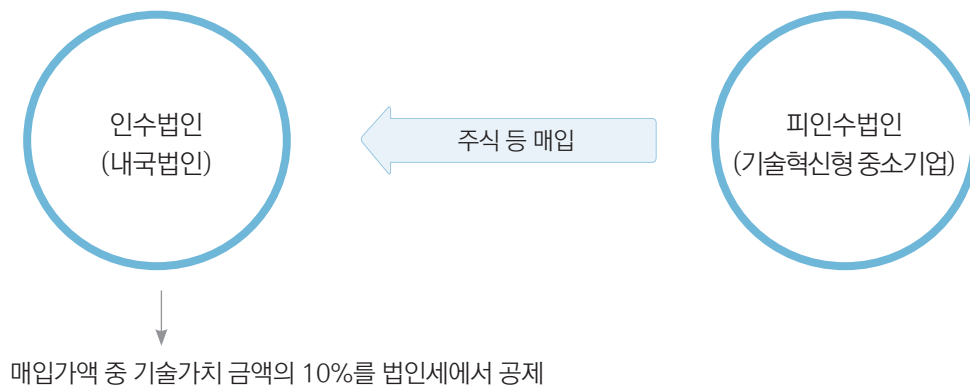 인수법인
(내국법인)
주식 등 매입
피인수법인
(기술혁신형 중소기업)
매입가액 중 기술가치 금액의 10%를 법인세에서 공제